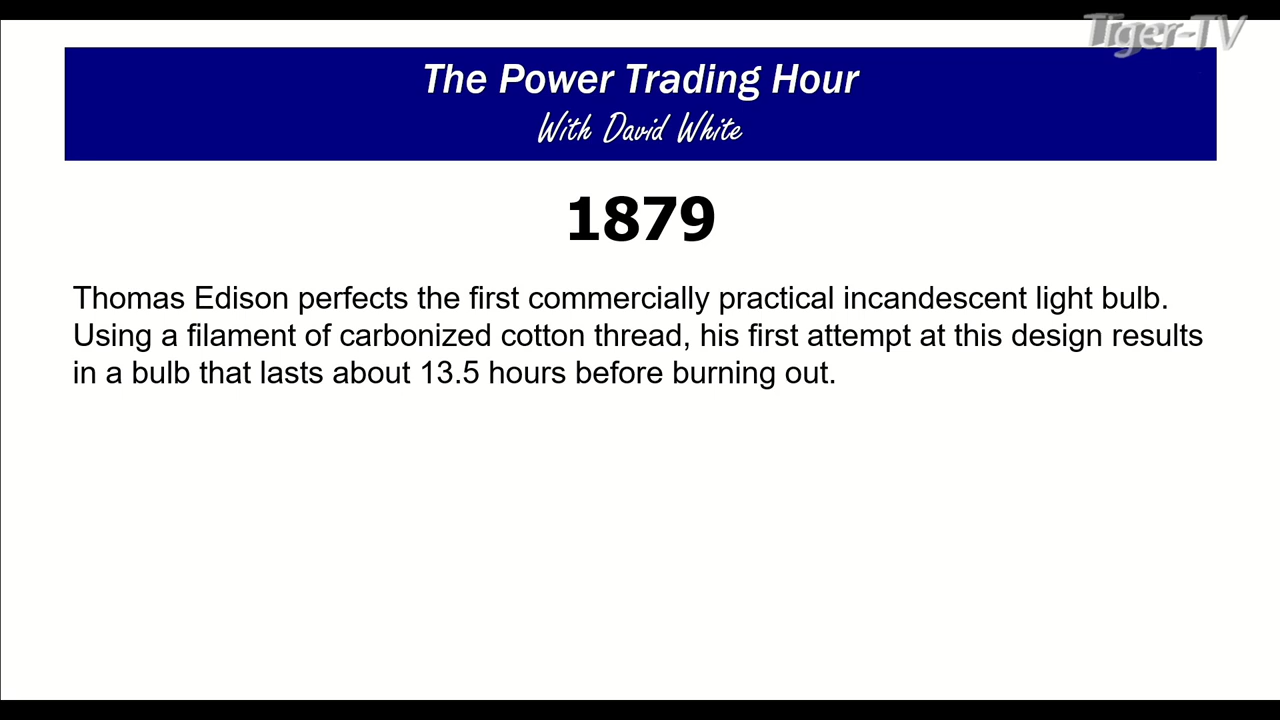 Tiger-TV
The Power Trading Hour
With David White
1879
Thomas Edison perfects the first commercially practical incandescent light bulb.
Using a filament of carbonized cotton thread, his first attempt at this design results
in a bulb that lasts about 13.5 hours before burning out.